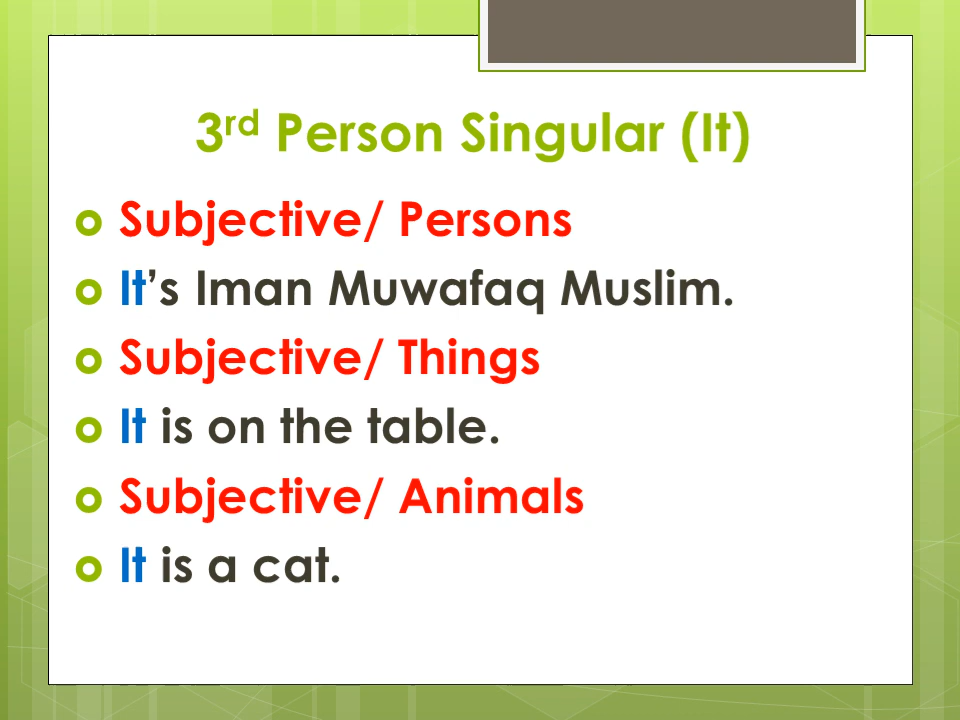 3rd Person Singular (It)
Subjective/ Persons
It’s Iman Muwafaq Muslim.
Subjective/ Things
It is on the table.
Subjective/ Animals
It is a cat.